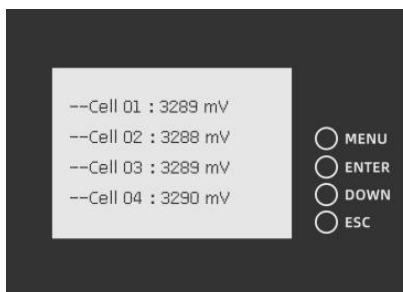 --Cell 01 : 3289 mV
--Cell 02 : 3288 mV
--Cell 03 : 3289 mV
--Cell 04 : 3290 mV
MENU
ENTER
DOWN
ESC